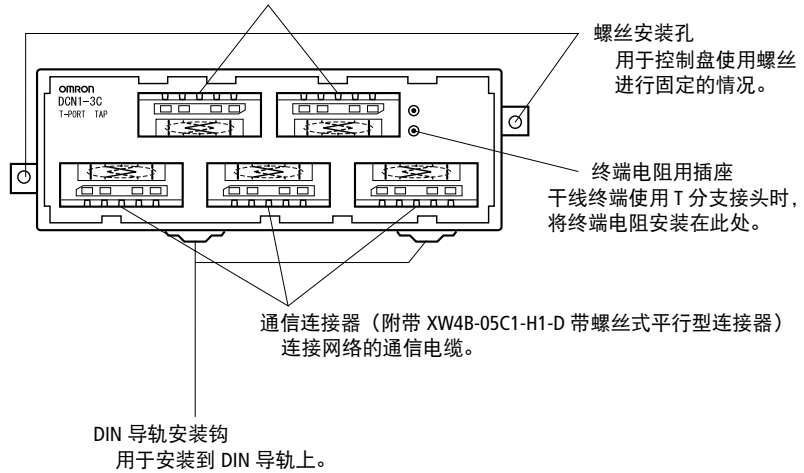 螺丝安装孔
用于控制盘使用螺丝
进行固定的情况。
OMRON
DCN1-3C
T-PORT TAP
终端电阻用插座
干线终端使用 T 分支接头时，
将终端电阻安装在此处。
通信连接器（附带 XW4B-05C1-H1-D 带螺丝式平行型连接器）
连接网络的通信电缆。
DIN 导轨安装钩
用于安装到 DIN 导轨上。